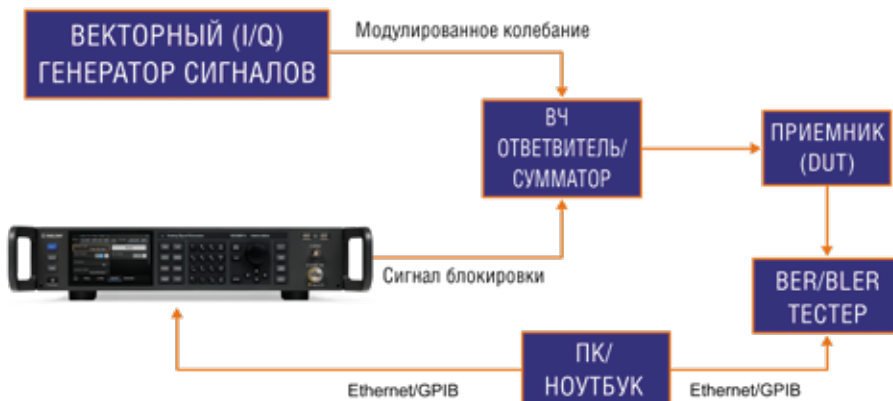 ВЕКТОРНЫЙ (I/Q)
ГЕНЕРАТОР СИГНАЛОВ
Модулированное колебание
ВЧ
ОТВЕТВИТЕЛЬ/
СУММАТОР
ПРИЕМНИК
(DUT)
Сигнал блокировки
BER/BLER
ТЕСТЕР
ПК/
НОУТБУК
Ethernet/GPIB
Ethernet/GPIB